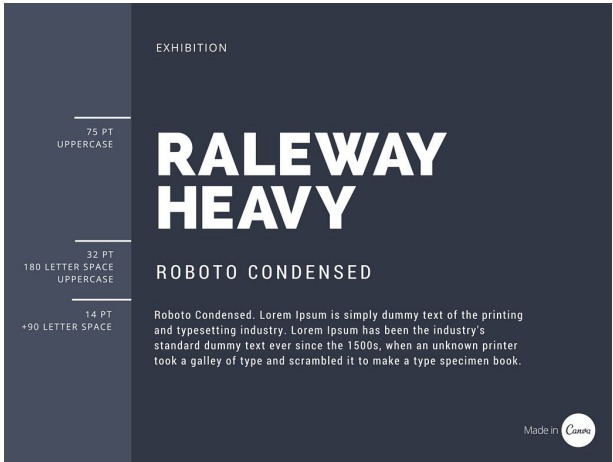 EXHIBITION
75 PT
UPPERCASE
RALEWAY
HEAVY
32 PT
180 LETTER SPACE
UPPERCASE
ROBOTO CONDENSED
14 PT
+90 LETTER SPACE
Roboto Condensed. Lorem Ipsum is simply dummy text of the printing
and typesetting industry. Lorem Ipsum has been the industry's
standard dummy text ever since the 1500s, when an unknown printer
took a galley of type and scrambled it to make a type specimen book.
Made in Canva